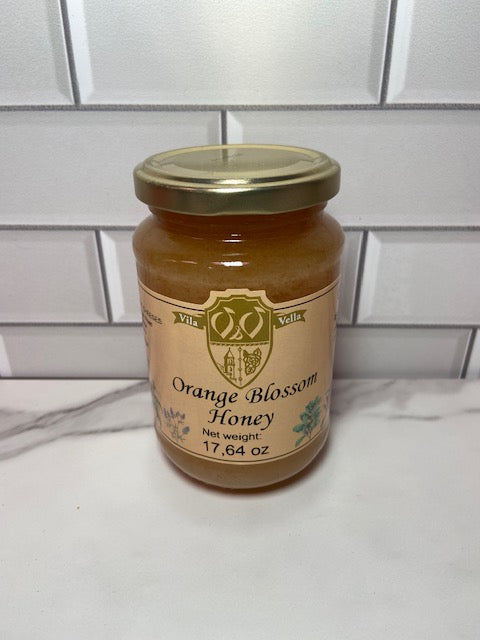 Vila Vella
Orange Blossom
Honey
Net weight:
17,64 oz